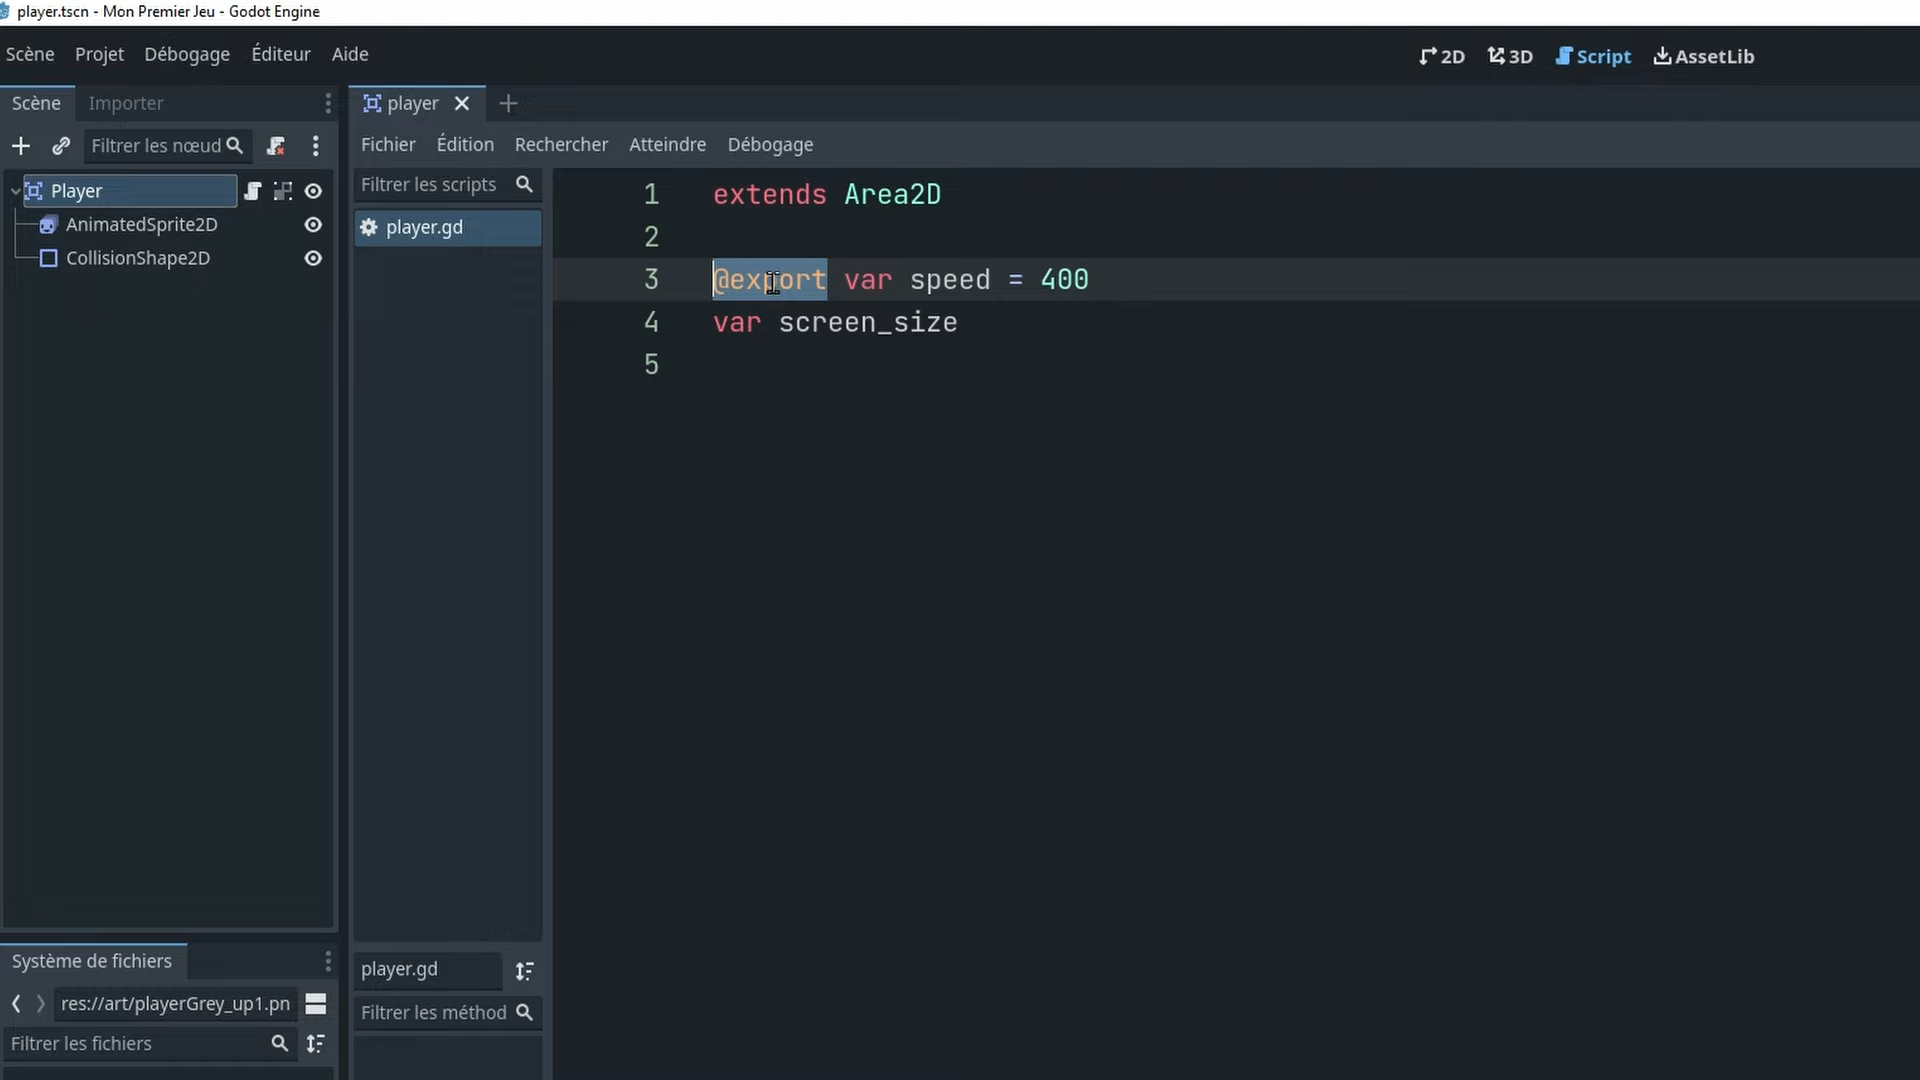 player.tscn - Mon Premier Jeu - Godot Engine
Scène Projet Débogage Éditeur Aide
2D 3D Script AssetLib
Scène Importer
player
Filtrer les nœud
Fichier Édition Rechercher Atteindre Débogage
Player
AnimatedSprite2D
CollisionShape2D
Filtrer les scripts
player.gd
1 extends Area2D
2
3 @export var speed = 400
4 var screen_size
5
Système de fichiers
res://art/playerGrey_up1.pn
Filtrer les fichiers
player.gd
Filtrer les méthod